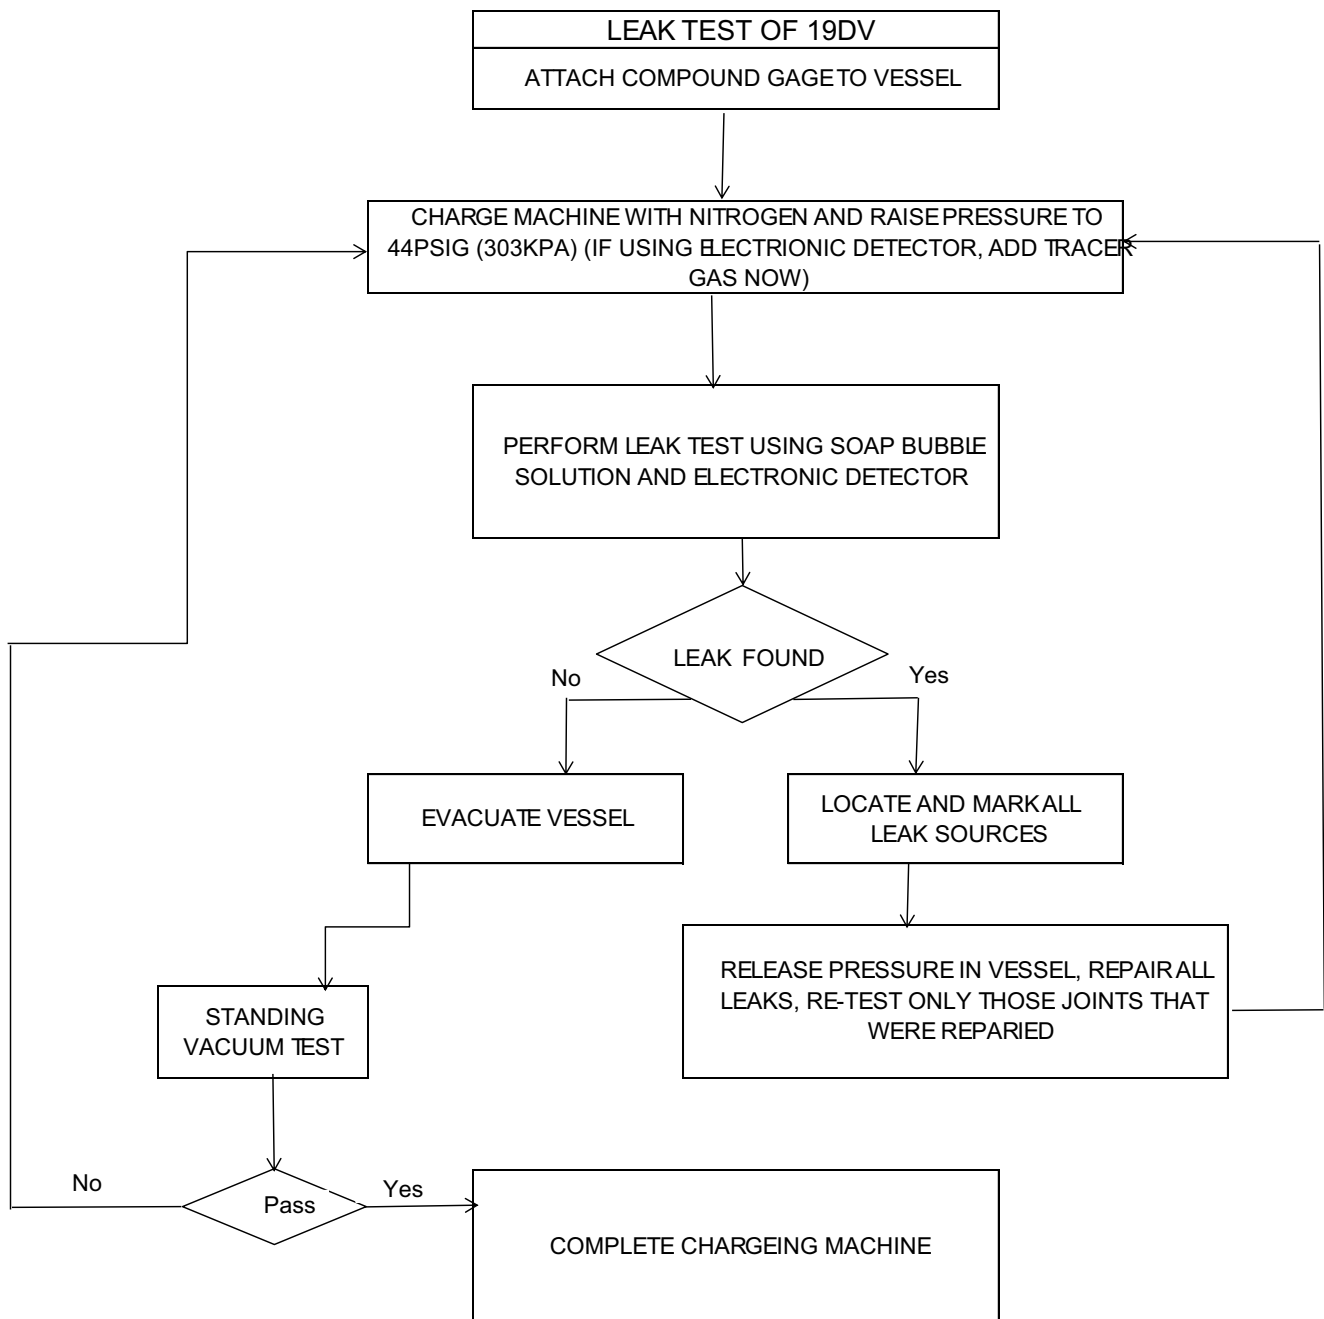 LEAK TEST OF 19DV
ATTACH COMPOUND GAGE TO VESSEL
CHARGE MACHINE WITH NITROGEN AND RAISE PRESSURE TO
44PSIG (303KPA) (IF USING ELECTRIONIC DETECTOR, ADD TRACER
GAS NOW)
PERFORM LEAK TEST USING SOAP BUBBLE
SOLUTION AND ELECTRONIC DETECTOR
LEAK FOUND
No
Yes
EVACUATE VESSEL
LOCATE AND MARK ALL
LEAK SOURCES
RELEASE PRESSURE IN VESSEL, REPAIR ALL
LEAKS, RE-TEST ONLY THOSE JOINTS THAT
WERE REPARIED
STANDING
VACUUM TEST
No
Pass
Yes
COMPLETE CHARGEING MACHINE